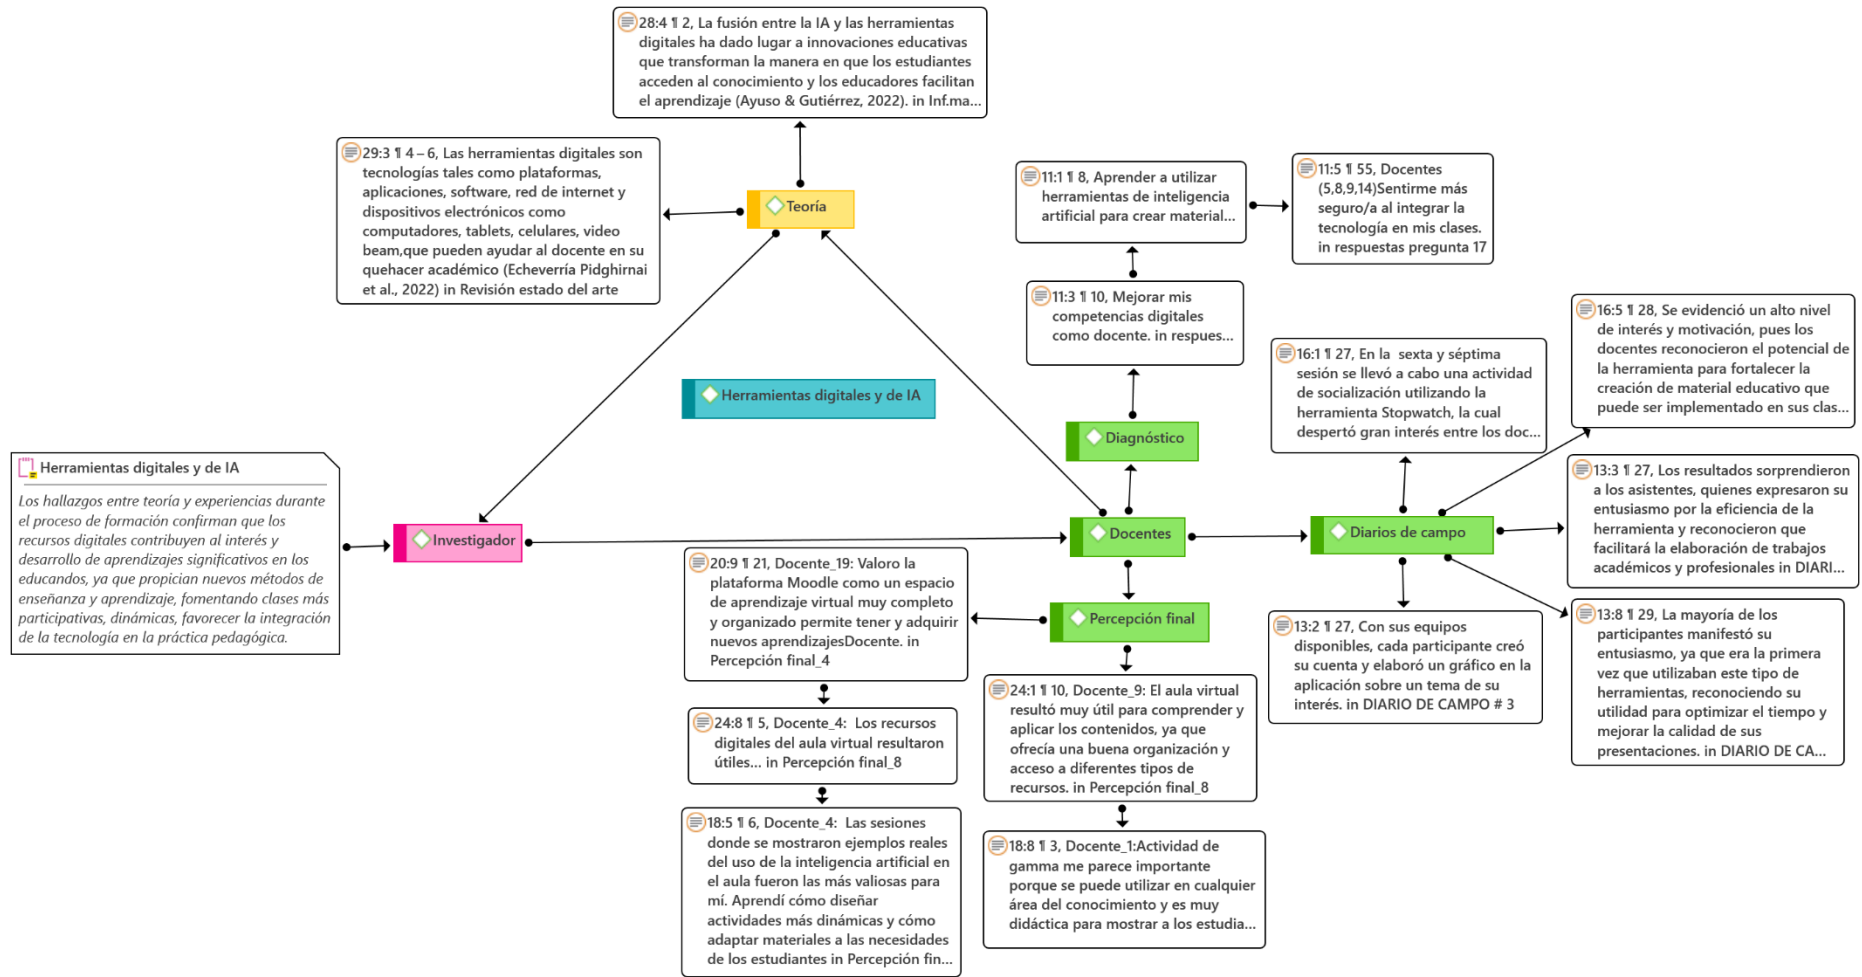 28:4 ¶ 2, La fusión entre la IA y las herramientas
digitales ha dado lugar a innovaciones educativas
que transforman la manera en que los estudiantes
acceden al conocimiento y los educadores facilitan
el aprendizaje (Ayuso & Gutiérrez, 2022). in Inf.ma...
29:3 ¶ 4 – 6, Las herramientas digitales son
tecnologías tales como plataformas,
aplicaciones, software, red de internet y
dispositivos electrónicos como
computadores, tablets, celulares, video
beam,que pueden ayudar al docente en su
quehacer académico (Echeverría Pidghirnai
et al., 2022) in Revisión estado del arte
Teoría
11:1 ¶ 8, Aprender a utilizar
herramientas de inteligencia
artificial para crear material...
11:5 ¶ 55, Docentes
(5,8,9,14)Sentirme más
seguro/a al integrar la
tecnología en mis clases.
in respuestas pregunta 17
11:3 ¶ 10, Mejorar mis
competencias digitales
como docente. in respues...
16:1 ¶ 27, En la  sexta y séptima
sesión se llevó a cabo una actividad
de socialización utilizando la
herramienta Stopwatch, la cual
despertó gran interés entre los doc...
16:5 ¶ 28, Se evidenció un alto nivel
de interés y motivación, pues los
docentes reconocieron el potencial de
la herramienta para fortalecer la
creación de material educativo que
puede ser implementado en sus clas...
Herramientas digitales y de IA
Diagnóstico
Herramientas digitales y de IA
Los hallazgos entre teoría y experiencias durante
el proceso de formación confirman que los
recursos digitales contribuyen al interés y
desarrollo de aprendizajes significativos en los
educandos, ya que propician nuevos métodos de
enseñanza y aprendizaje, fomentando clases más
participativas, dinámicas, favorecer la integración
de la tecnología en la práctica pedagógica.
Investigador
Docentes
Diarios de campo
13:3 ¶ 27, Los resultados sorprendieron
a los asistentes, quienes expresaron su
entusiasmo por la eficiencia de la
herramienta y reconocieron que
facilitará la elaboración de trabajos
académicos y profesionales in DIARI...
20:9 ¶ 21, Docente_19: Valoro la
plataforma Moodle como un espacio
de aprendizaje virtual muy completo
y organizado permite tener y adquirir
nuevos aprendizajesDocente. in
Percepción final_4
Percepción final
13:2 ¶ 27, Con sus equipos
disponibles, cada participante creó
su cuenta y elaboró un gráfico en la
aplicación sobre un tema de su
interés. in DIARIO DE CAMPO # 3
13:8 ¶ 29, La mayoría de los
participantes manifestó su
entusiasmo, ya que era la primera
vez que utilizaban este tipo de
herramientas, reconociendo su
utilidad para optimizar el tiempo y
mejorar la calidad de sus
presentaciones. in DIARIO DE CA...
24:8 ¶ 5, Docente_4:  Los recursos
digitales del aula virtual resultaron
útiles... in Percepción final_8
24:1 ¶ 10, Docente_9: El aula virtual
resultó muy útil para comprender y
aplicar los contenidos, ya que
ofrecía una buena organización y
acceso a diferentes tipos de
recursos. in Percepción final_8
18:5 ¶ 6, Docente_4:  Las sesiones
donde se mostraron ejemplos reales
del uso de la inteligencia artificial en
el aula fueron las más valiosas para
mí. Aprendí cómo diseñar
actividades más dinámicas y cómo
adaptar materiales a las necesidades
de los estudiantes in Percepción fin...
18:8 ¶ 3, Docente_1:Actividad de
gamma me parece importante
porque se puede utilizar en cualquier
área del conocimiento y es muy
didáctica para mostrar a los estudia...